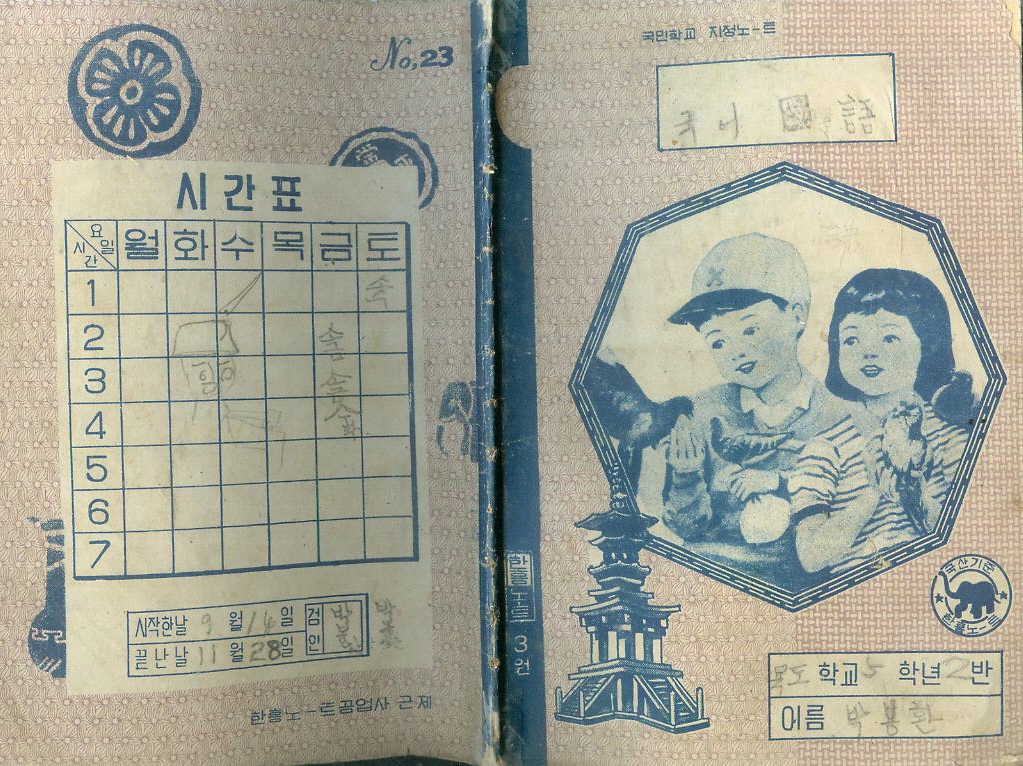 No. 23
시간표
요일
시간
월 화 수 목 금 토
1
2
3
4
5
6
7
시작한날 9 월 14 일
끝난날 11 월 28 일
검인
한흥노-트공업사 근제
한흥노-트
3원
국민학교 지정노-트
국어 國語
국산기준
한흥노-트
목도 학교 5 학년 2 반
이름 박봉환